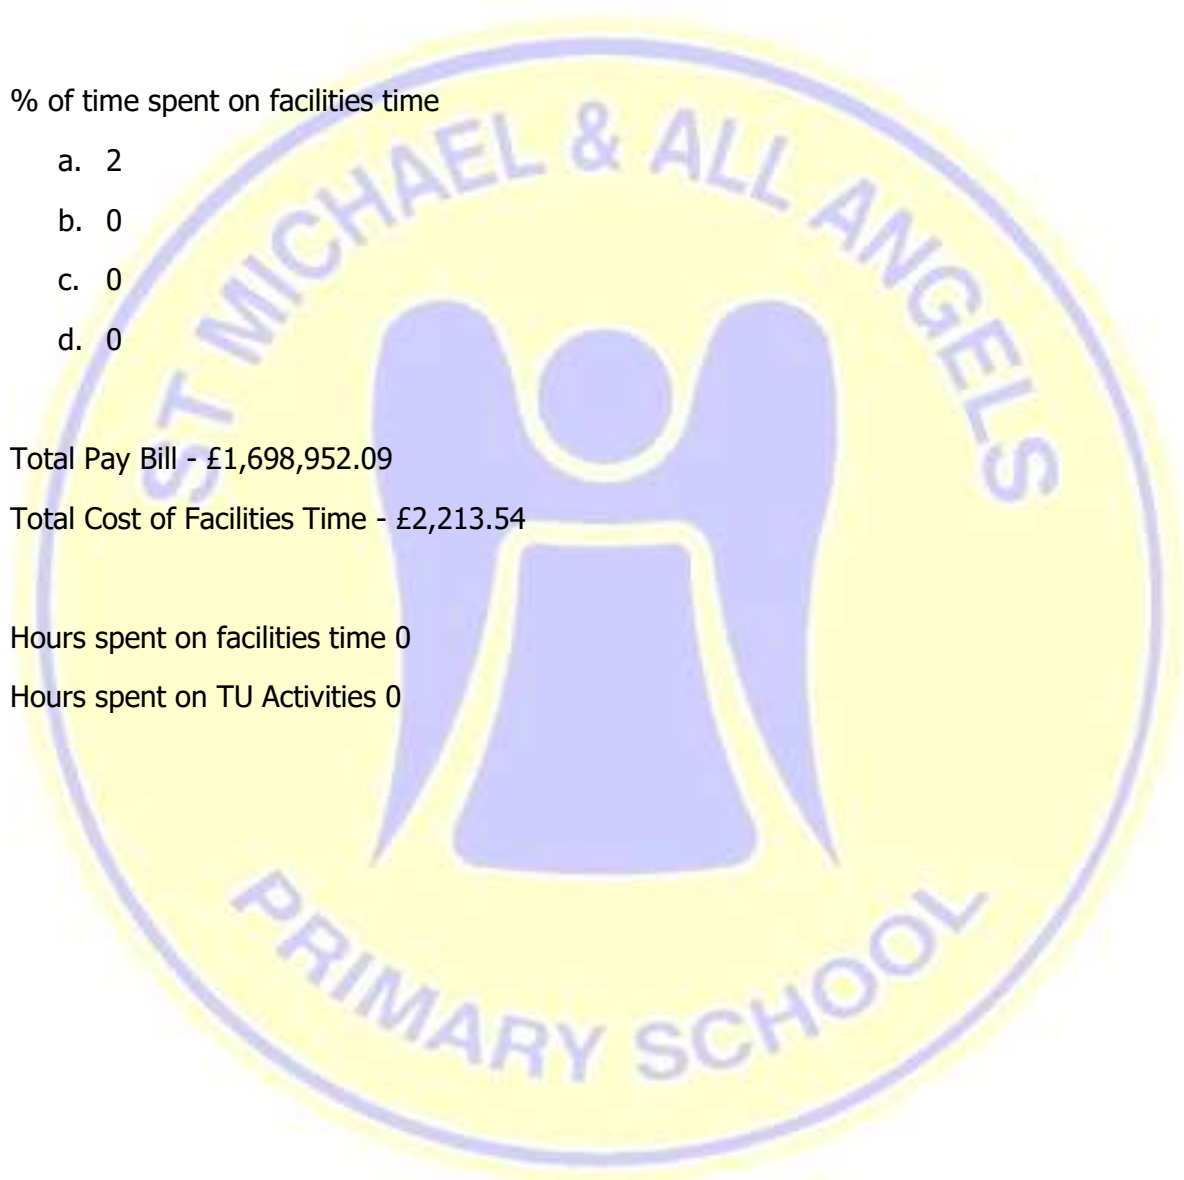 % of time spent on facilities time
a. 2
b. 0
c. 0
d. 0
Total Pay Bill - £1,698,952.09
Total Cost of Facilities Time - £2,213.54
Hours spent on facilities time 0
Hours spent on TU Activities 0
ST MICHAEL & ALL ANGELS
PRIMARY SCHOOL